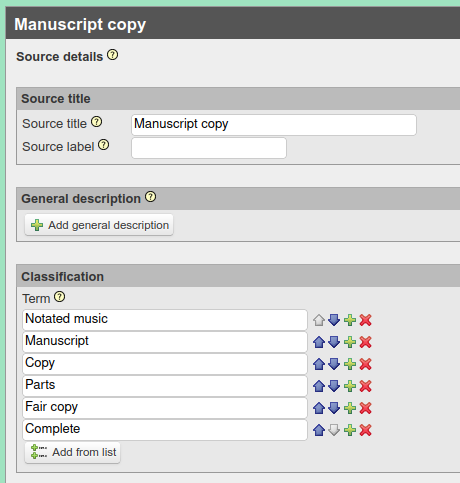 Manuscript copy
Source details ?
Source title
Source title ? Manuscript copy
Source label ?
General description ?
Add general description
Classification
Term ?
Notated music
Manuscript
Copy
Parts
Fair copy
Complete
Add from list